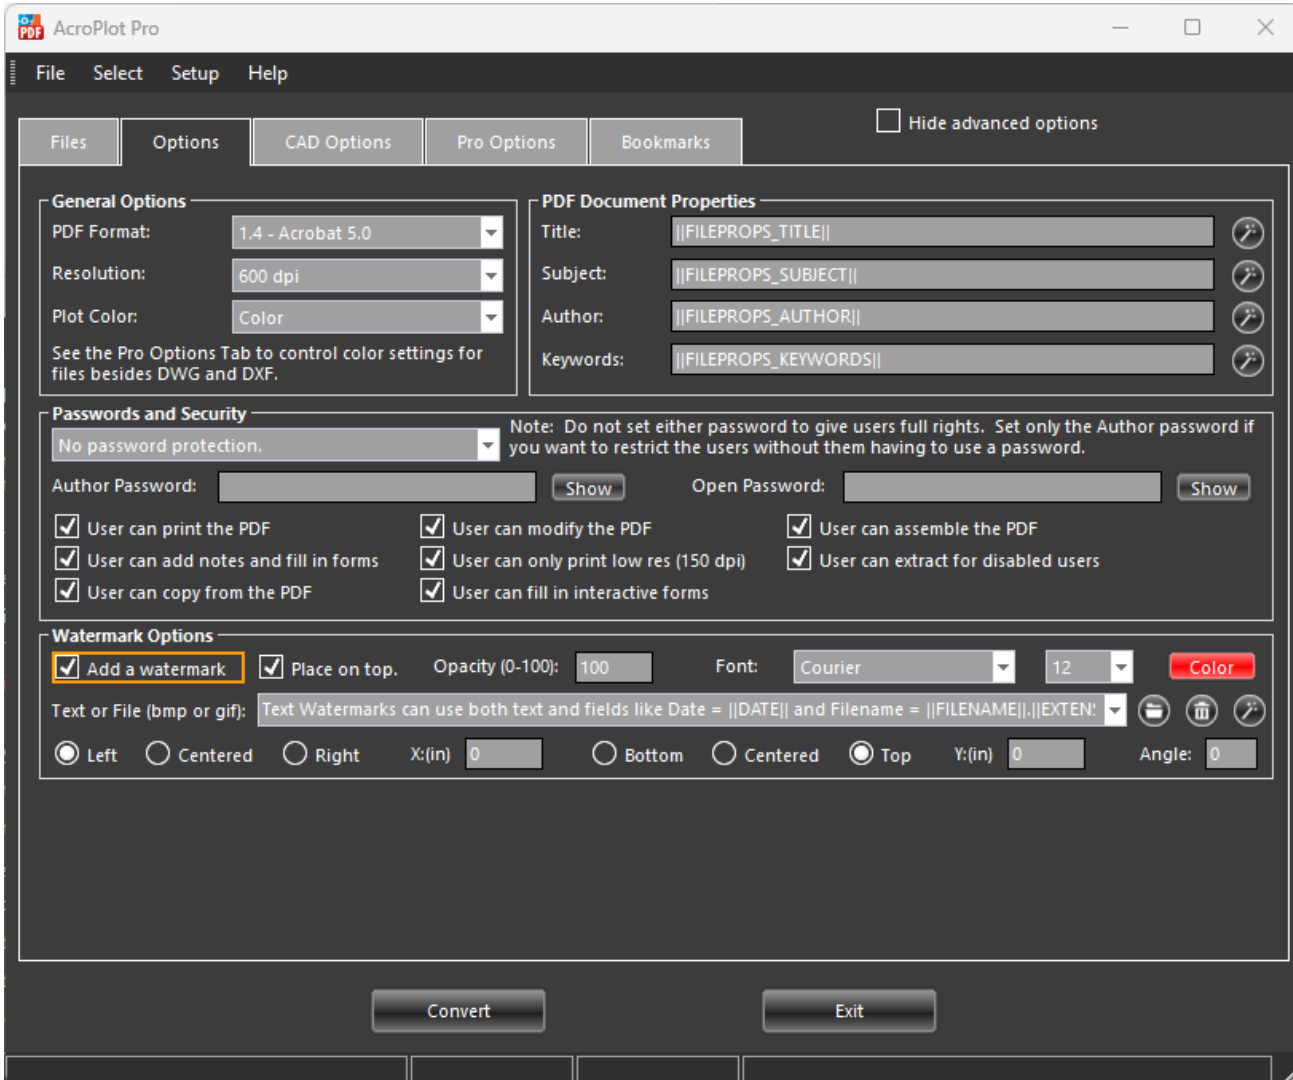 PDF
AcroPlot Pro
File Select Setup Help
Hide advanced options
Files Options CAD Options Pro Options Bookmarks
General Options
PDF Format: 1.4 - Acrobat 5.0
Resolution: 600 dpi
Plot Color: Color
See the Pro Options Tab to control color settings for
files besides DWG and DXF.
PDF Document Properties
Title: ||FILEPROPS_TITLE||
Subject: ||FILEPROPS_SUBJECT||
Author: ||FILEPROPS_AUTHOR||
Keywords: ||FILEPROPS_KEYWORDS||
Passwords and Security
No password protection.
Note: Do not set either password to give users full rights. Set only the Author password if
you want to restrict the users without them having to use a password.
Author Password: Show Open Password: Show
User can print the PDF User can modify the PDF User can assemble the PDF
User can add notes and fill in forms User can only print low res (150 dpi) User can extract for disabled users
User can copy from the PDF User can fill in interactive forms
Watermark Options
Add a watermark Place on top. Opacity (0-100): 100 Font: Courier 12 Color
Text or File (bmp or gif): Text Watermarks can use both text and fields like Date = ||DATE|| and Filename = ||FILENAME||.||EXTEN
Left Centered Right X:(in) 0 Bottom Centered Top Y:(in) 0 Angle: 0
Convert Exit